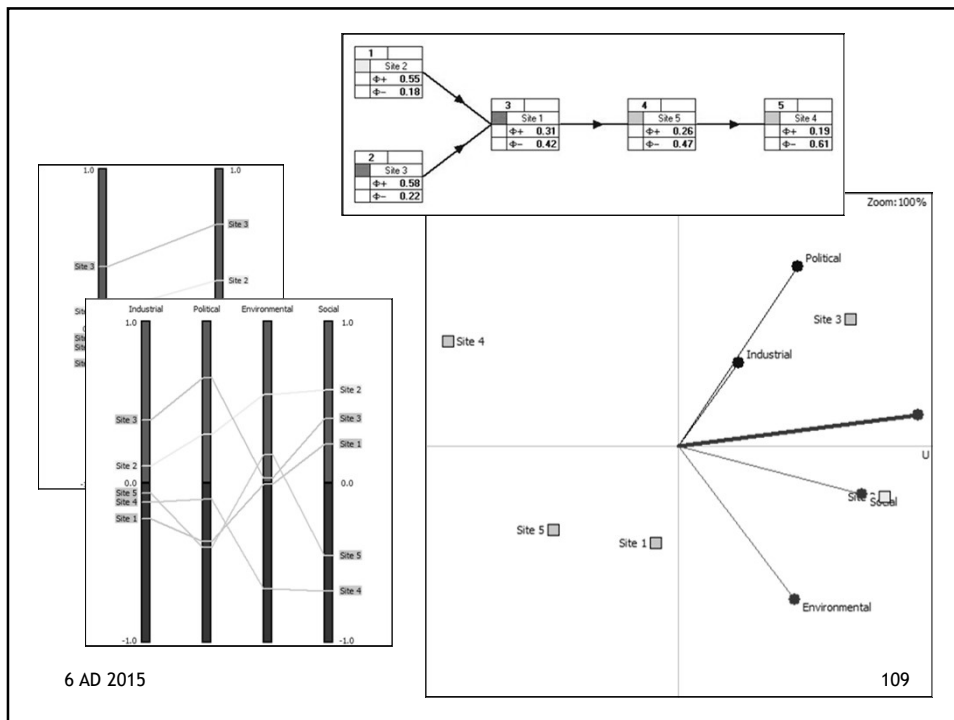 1
Site 2
Φ+ 0.55
Φ− 0.18
2
Site 3
Φ+ 0.58
Φ− 0.22
3
Site 1
Φ+ 0.31
Φ− 0.42
4
Site 5
Φ+ 0.26
Φ− 0.47
5
Site 4
Φ+ 0.19
Φ− 0.61
1.0 1.0
Site 3
Site 3
Site 2
Industrial Political Environmental Social
1.0 1.0
Site 2
Site 3 Site 3
Site 1
Site 2
0.0 0.0
Site 5
Site 4
Site 1
Site 5
Site 4
-1.0 -1.0
Zoom: 100%
Political
Site 3
Site 4
Industrial
U
Social
Site 5
Site 1
Environmental
6 AD 2015 109